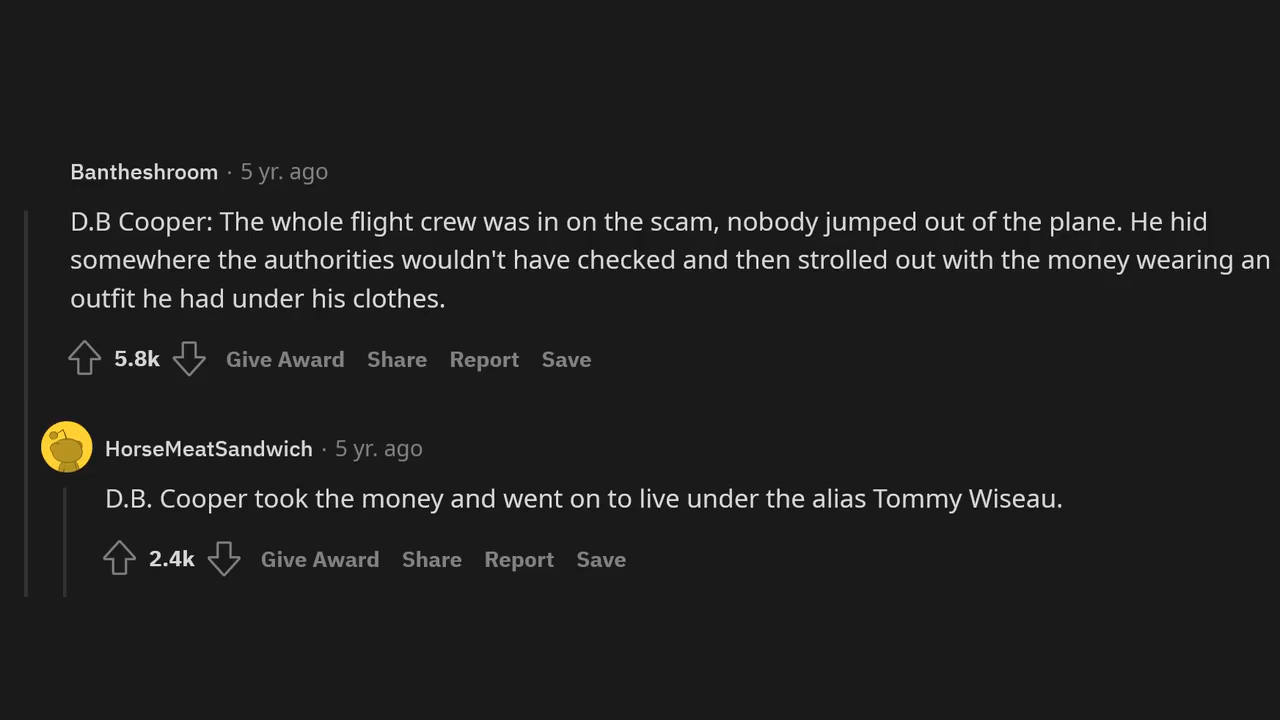 Bantheshroom · 5 yr. ago
D.B Cooper: The whole flight crew was in on the scam, nobody jumped out of the plane. He hid
somewhere the authorities wouldn't have checked and then strolled out with the money wearing an
outfit he had under his clothes.
5.8k Give Award Share Report Save
HorseMeatSandwich · 5 yr. ago
D.B. Cooper took the money and went on to live under the alias Tommy Wiseau.
2.4k Give Award Share Report Save